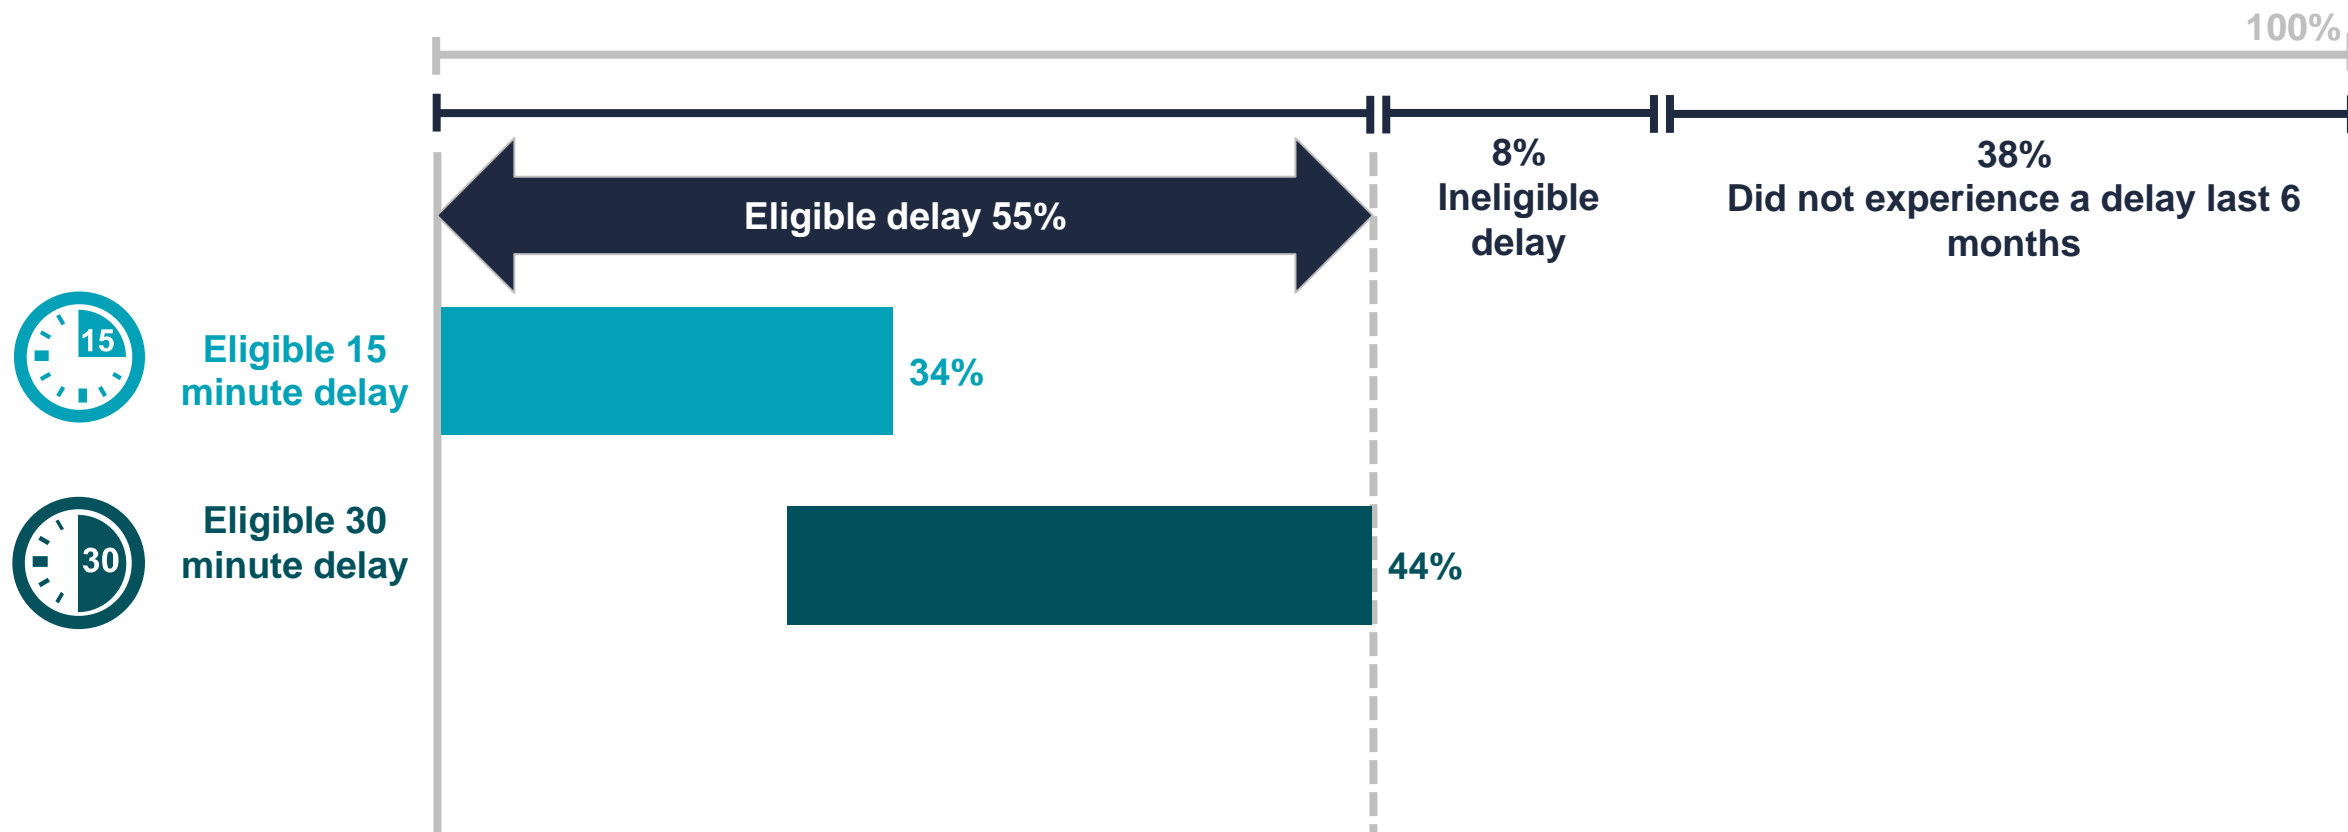 100%
Eligible delay 55%
8%
Ineligible
delay
38%
Did not experience a delay last 6
months
15
Eligible 15
minute delay
34%
30
Eligible 30
minute delay
44%